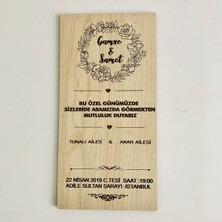 Gamze
&
Samet
BU ÖZEL GÜNÜMÜZDE
SİZLERİDE ARAMIZDA GÖRMEKTEN
MUTLULUK DUYARIZ
TUNALI AİLES & AKAR AİLESİ
22 NİSAN 2019 C.TESİ SAAT :19:00
ADİLE SULTAN SARAYI -İSTANBUL